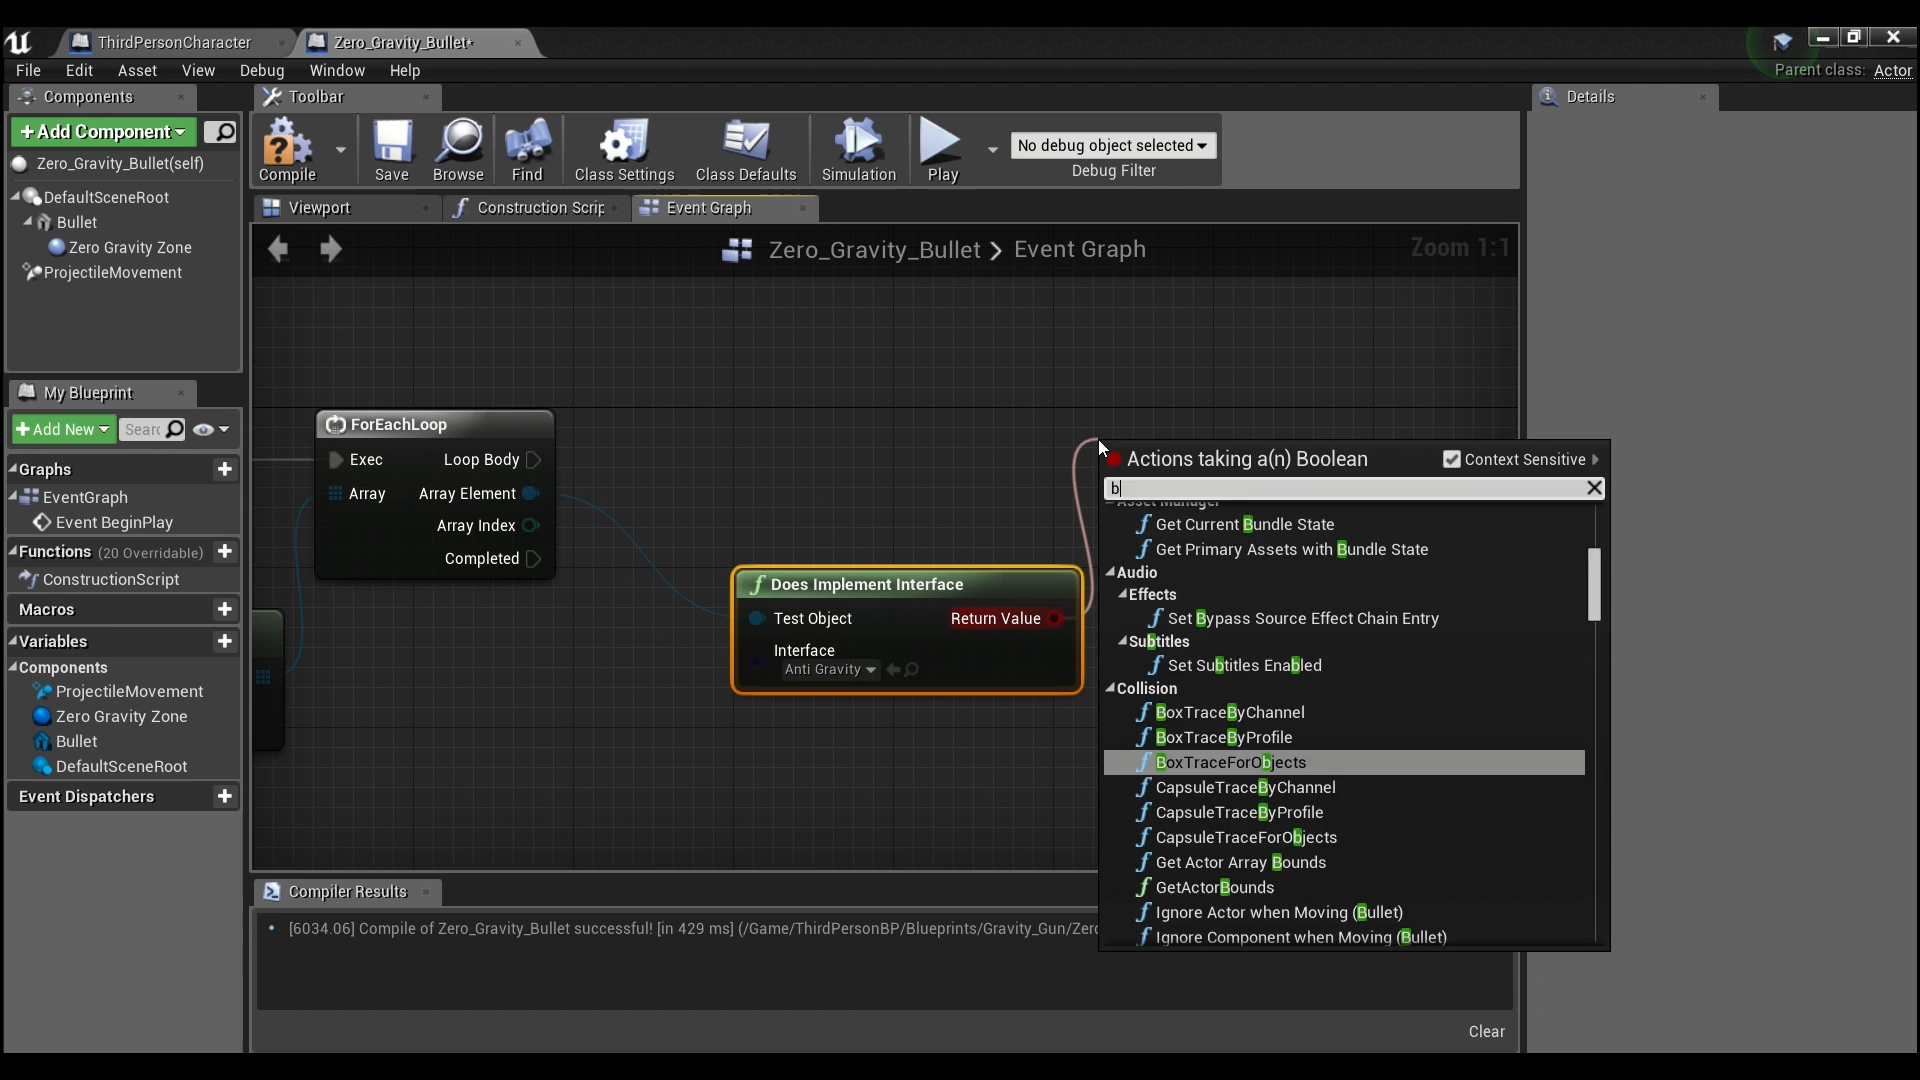 ThirdPersonCharacter
Zero_Gravity_Bullet*
File Edit Asset View Debug Window Help
Parent class: Actor
Components
Toolbar
Details
+Add Component
Zero_Gravity_Bullet(self)
DefaultSceneRoot
Bullet
Zero Gravity Zone
ProjectileMovement
Compile
Save
Browse
Find
Class Settings
Class Defaults
Simulation
Play
No debug object selected
Debug Filter
Viewport
Construction Scrip
Event Graph
Zero_Gravity_Bullet > Event Graph
Zoom 1:1
My Blueprint
+Add New
Searc
Graphs
EventGraph
Event BeginPlay
Functions (20 Overridable)
ConstructionScript
Macros
Variables
Components
ProjectileMovement
Zero Gravity Zone
Bullet
DefaultSceneRoot
Event Dispatchers
ForEachLoop
Exec
Loop Body
Array
Array Element
Array Index
Completed
Does Implement Interface
Test Object
Return Value
Interface
Anti Gravity
Actions taking a(n) Boolean
Context Sensitive
b
Asset Manager
Get Current Bundle State
Get Primary Assets with Bundle State
Audio
Effects
Set Bypass Source Effect Chain Entry
Subtitles
Set Subtitles Enabled
Collision
BoxTraceByChannel
BoxTraceByProfile
BoxTraceForObjects
CapsuleTraceByChannel
CapsuleTraceByProfile
CapsuleTraceForObjects
Get Actor Array Bounds
GetActorBounds
Ignore Actor when Moving (Bullet)
Ignore Component when Moving (Bullet)
Compiler Results
[6034.06] Compile of Zero_Gravity_Bullet successful! [in 429 ms] (/Game/ThirdPersonBP/Blueprints/Gravity_Gun/Zerc
Clear